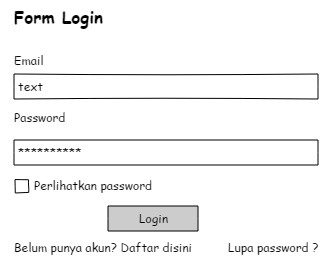 Form Login
Email
text
Password
**********
Perlihatkan password
Login
Belum punya akun? Daftar disini Lupa password ?